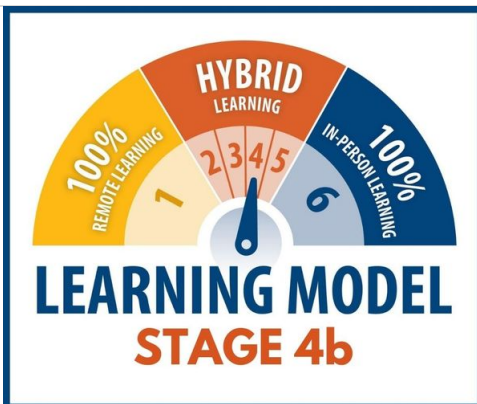 HYBRID
LEARNING
100%
REMOTE LEARNING
100%
IN-PERSON LEARNING
1
2
3
4
5
6
LEARNING MODEL
STAGE 4b